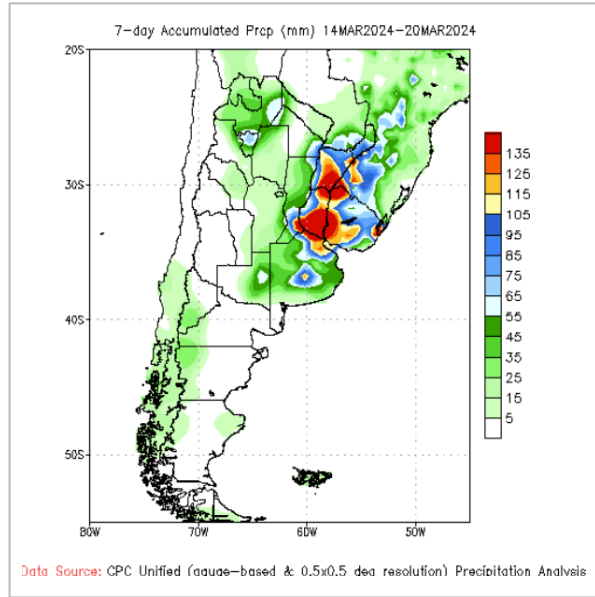 7-day Accumulated Prcp (mm) 14MAR2024-20MAR2024
20S
30S
40S
50S
80W
70W
60W
50W
135
125
115
105
95
85
75
65
55
45
35
25
15
5
Data Source: CPC Unified (gauge-based & 0.5x0.5 deg resolution) Precipitation Analysis